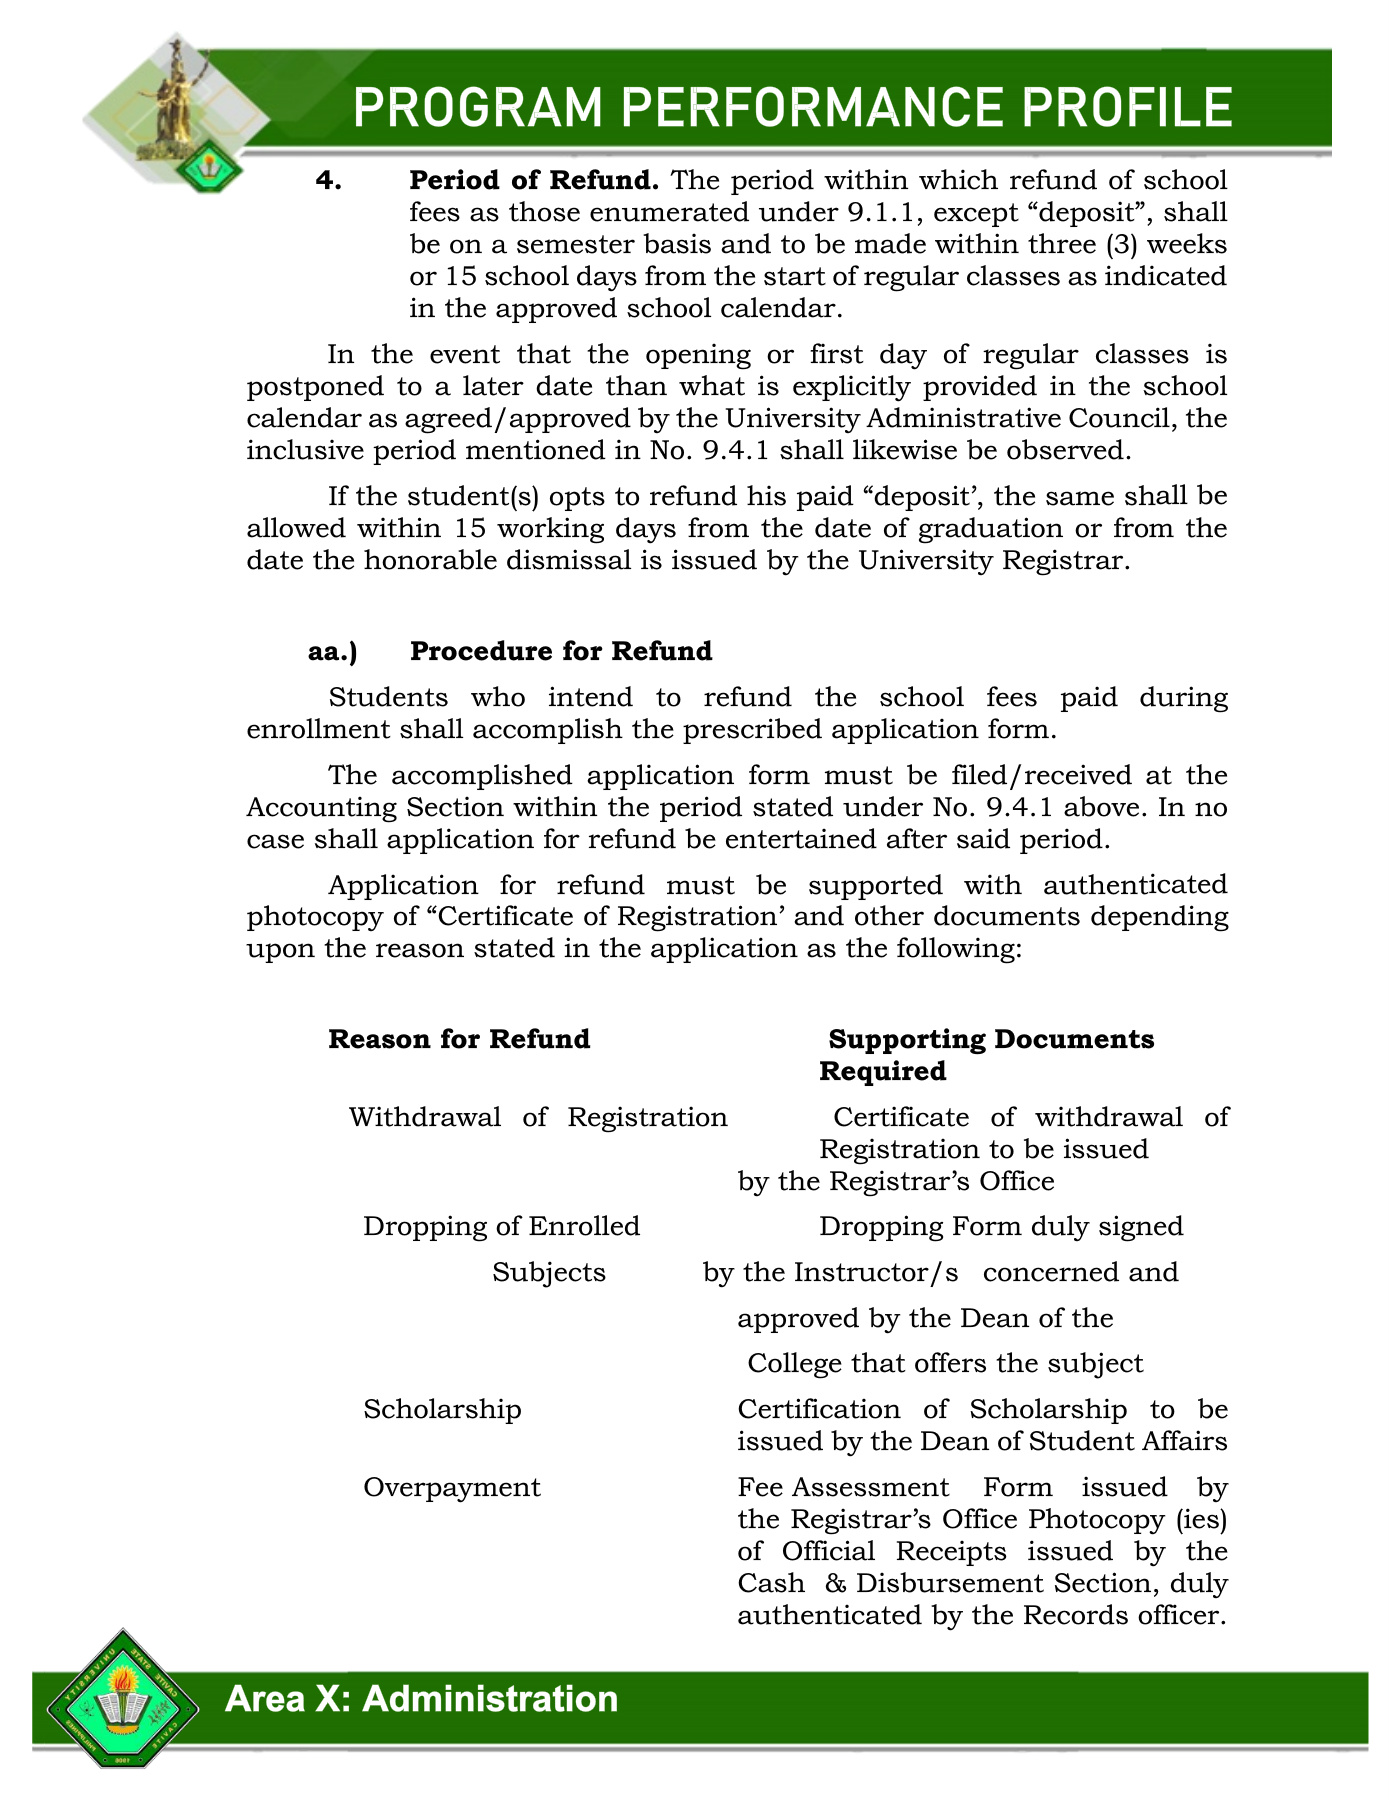 PROGRAM PERFORMANCE PROFILE
4. Period of Refund. The period within which refund of school
fees as those enumerated under 9.1.1, except “deposit”, shall
be on a semester basis and to be made within three (3) weeks
or 15 school days from the start of regular classes as indicated
in the approved school calendar.
In the event that the opening or first day of regular classes is
postponed to a later date than what is explicitly provided in the school
calendar as agreed/approved by the University Administrative Council, the
inclusive period mentioned in No. 9.4.1 shall likewise be observed.
If the student(s) opts to refund his paid “deposit’, the same shall be
allowed within 15 working days from the date of graduation or from the
date the honorable dismissal is issued by the University Registrar.
aa.) Procedure for Refund
Students who intend to refund the school fees paid during
enrollment shall accomplish the prescribed application form.
The accomplished application form must be filed/received at the
Accounting Section within the period stated under No. 9.4.1 above. In no
case shall application for refund be entertained after said period.
Application for refund must be supported with authenticated
photocopy of “Certificate of Registration’ and other documents depending
upon the reason stated in the application as the following:
Reason for Refund Supporting Documents
Required
Withdrawal of Registration Certificate of withdrawal of
Registration to be issued
by the Registrar’s Office
Dropping of Enrolled Dropping Form duly signed
Subjects by the Instructor/s concerned and
approved by the Dean of the
College that offers the subject
Scholarship Certification of Scholarship to be
issued by the Dean of Student Affairs
Overpayment Fee Assessment Form issued by
the Registrar’s Office Photocopy (ies)
of Official Receipts issued by the
Cash & Disbursement Section, duly
authenticated by the Records officer.
CAVITE STATE UNIVERSITY
CAVITE PHILIPPINES
1906
Area X: Administration